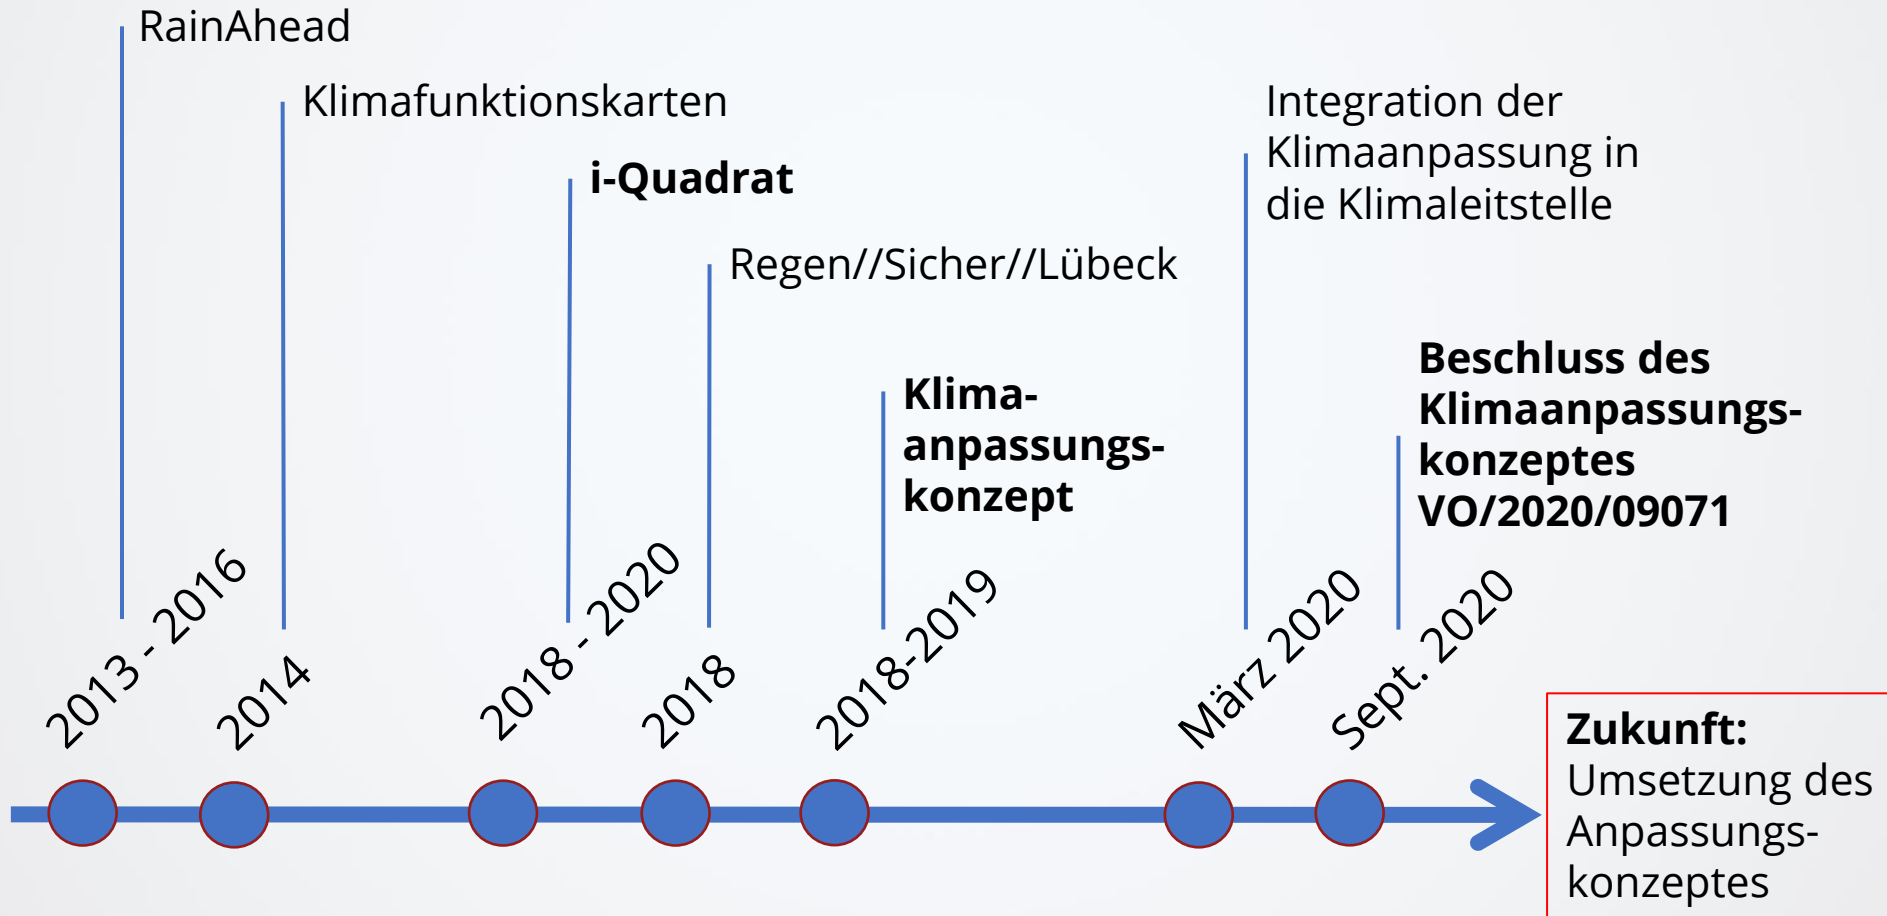 RainAhead
Klimafunktionskarten
i-Quadrat
Regen//Sicher//Lübeck
Klima-
anpassungs-
konzept
Integration der
Klimaanpassung in
die Klimaleitstelle
Beschluss des
Klimaanpassungs-
konzeptes
VO/2020/09071
2013 - 2016
2014
2018 - 2020
2018
2018-2019
März 2020
Sept. 2020
Zukunft:
Umsetzung des
Anpassungs-
konzeptes